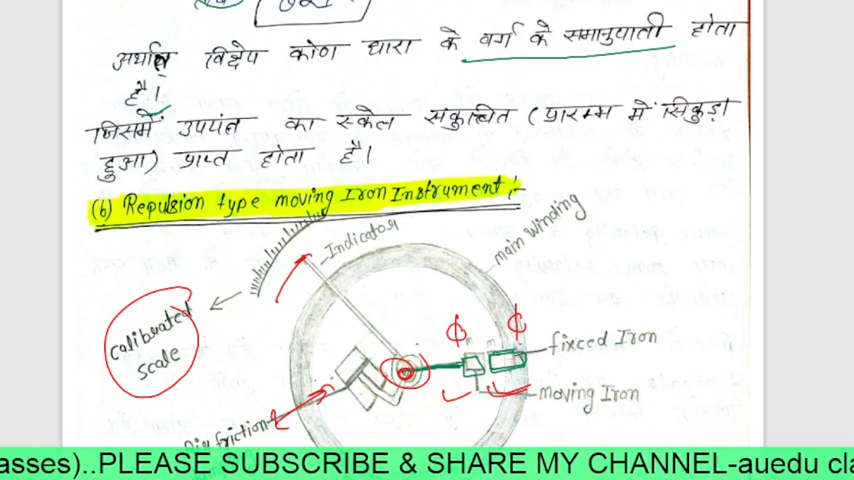 अर्थात् विक्षेप कोण धारा के वर्ग के समानुपाती होता
है।
जिसमें उपयंत्र का स्केल संकुचित (प्रारम्भ में सिकुड़ा
हुआ) प्राप्त होता है।
(b) Repulsion type moving Iron Instrument :-
Indicator
main winding
calibrated
scale
ϕ ϕ
fixced Iron
moving Iron
friction
asses)..PLEASE SUBSCRIBE & SHARE MY CHANNEL-auedu cla